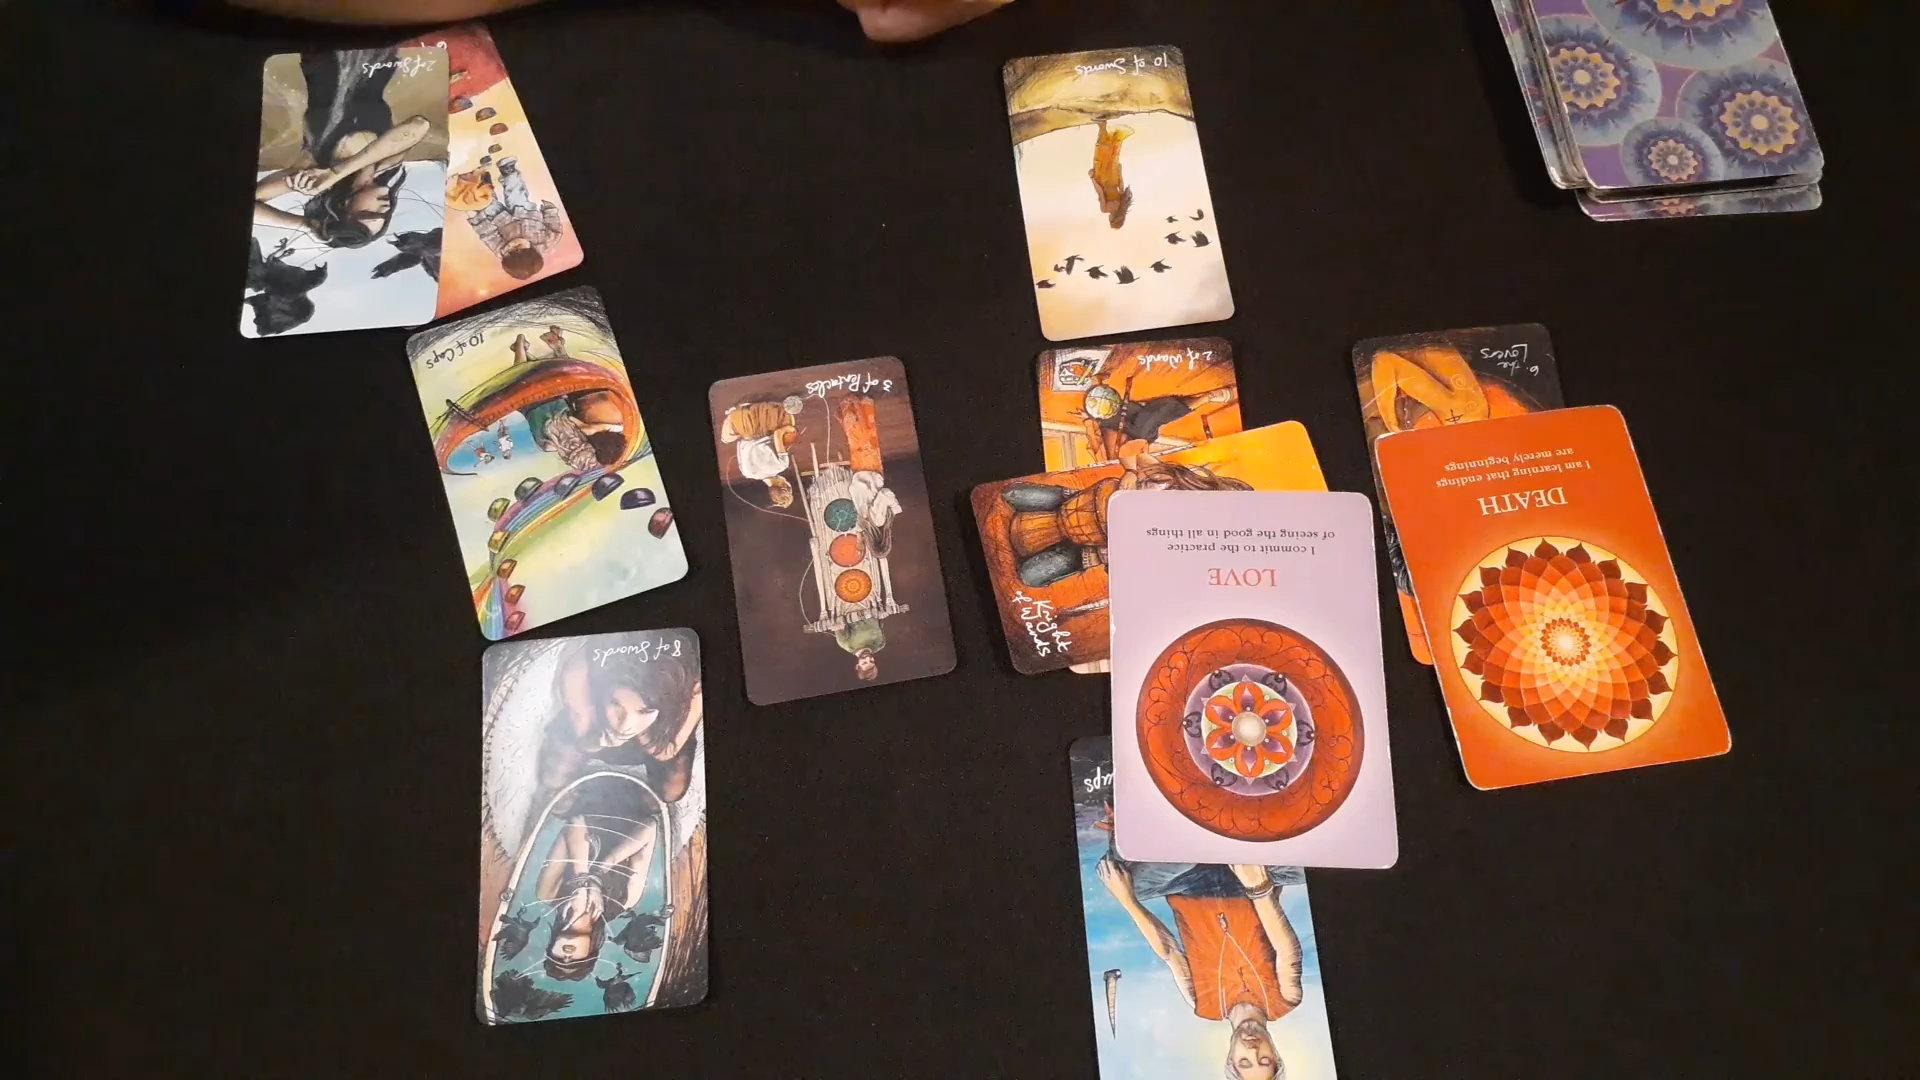 2 of Swords
6.
10 of Swords
10 of Cups
3 of Pentacles
2 of Wands
6. the
Lovers
Knight
of
Wands
I am learning that endings
are merely beginnings
DEATH
I commit to the practice
of seeing the good in all things
LOVE
8 of Swords
ups